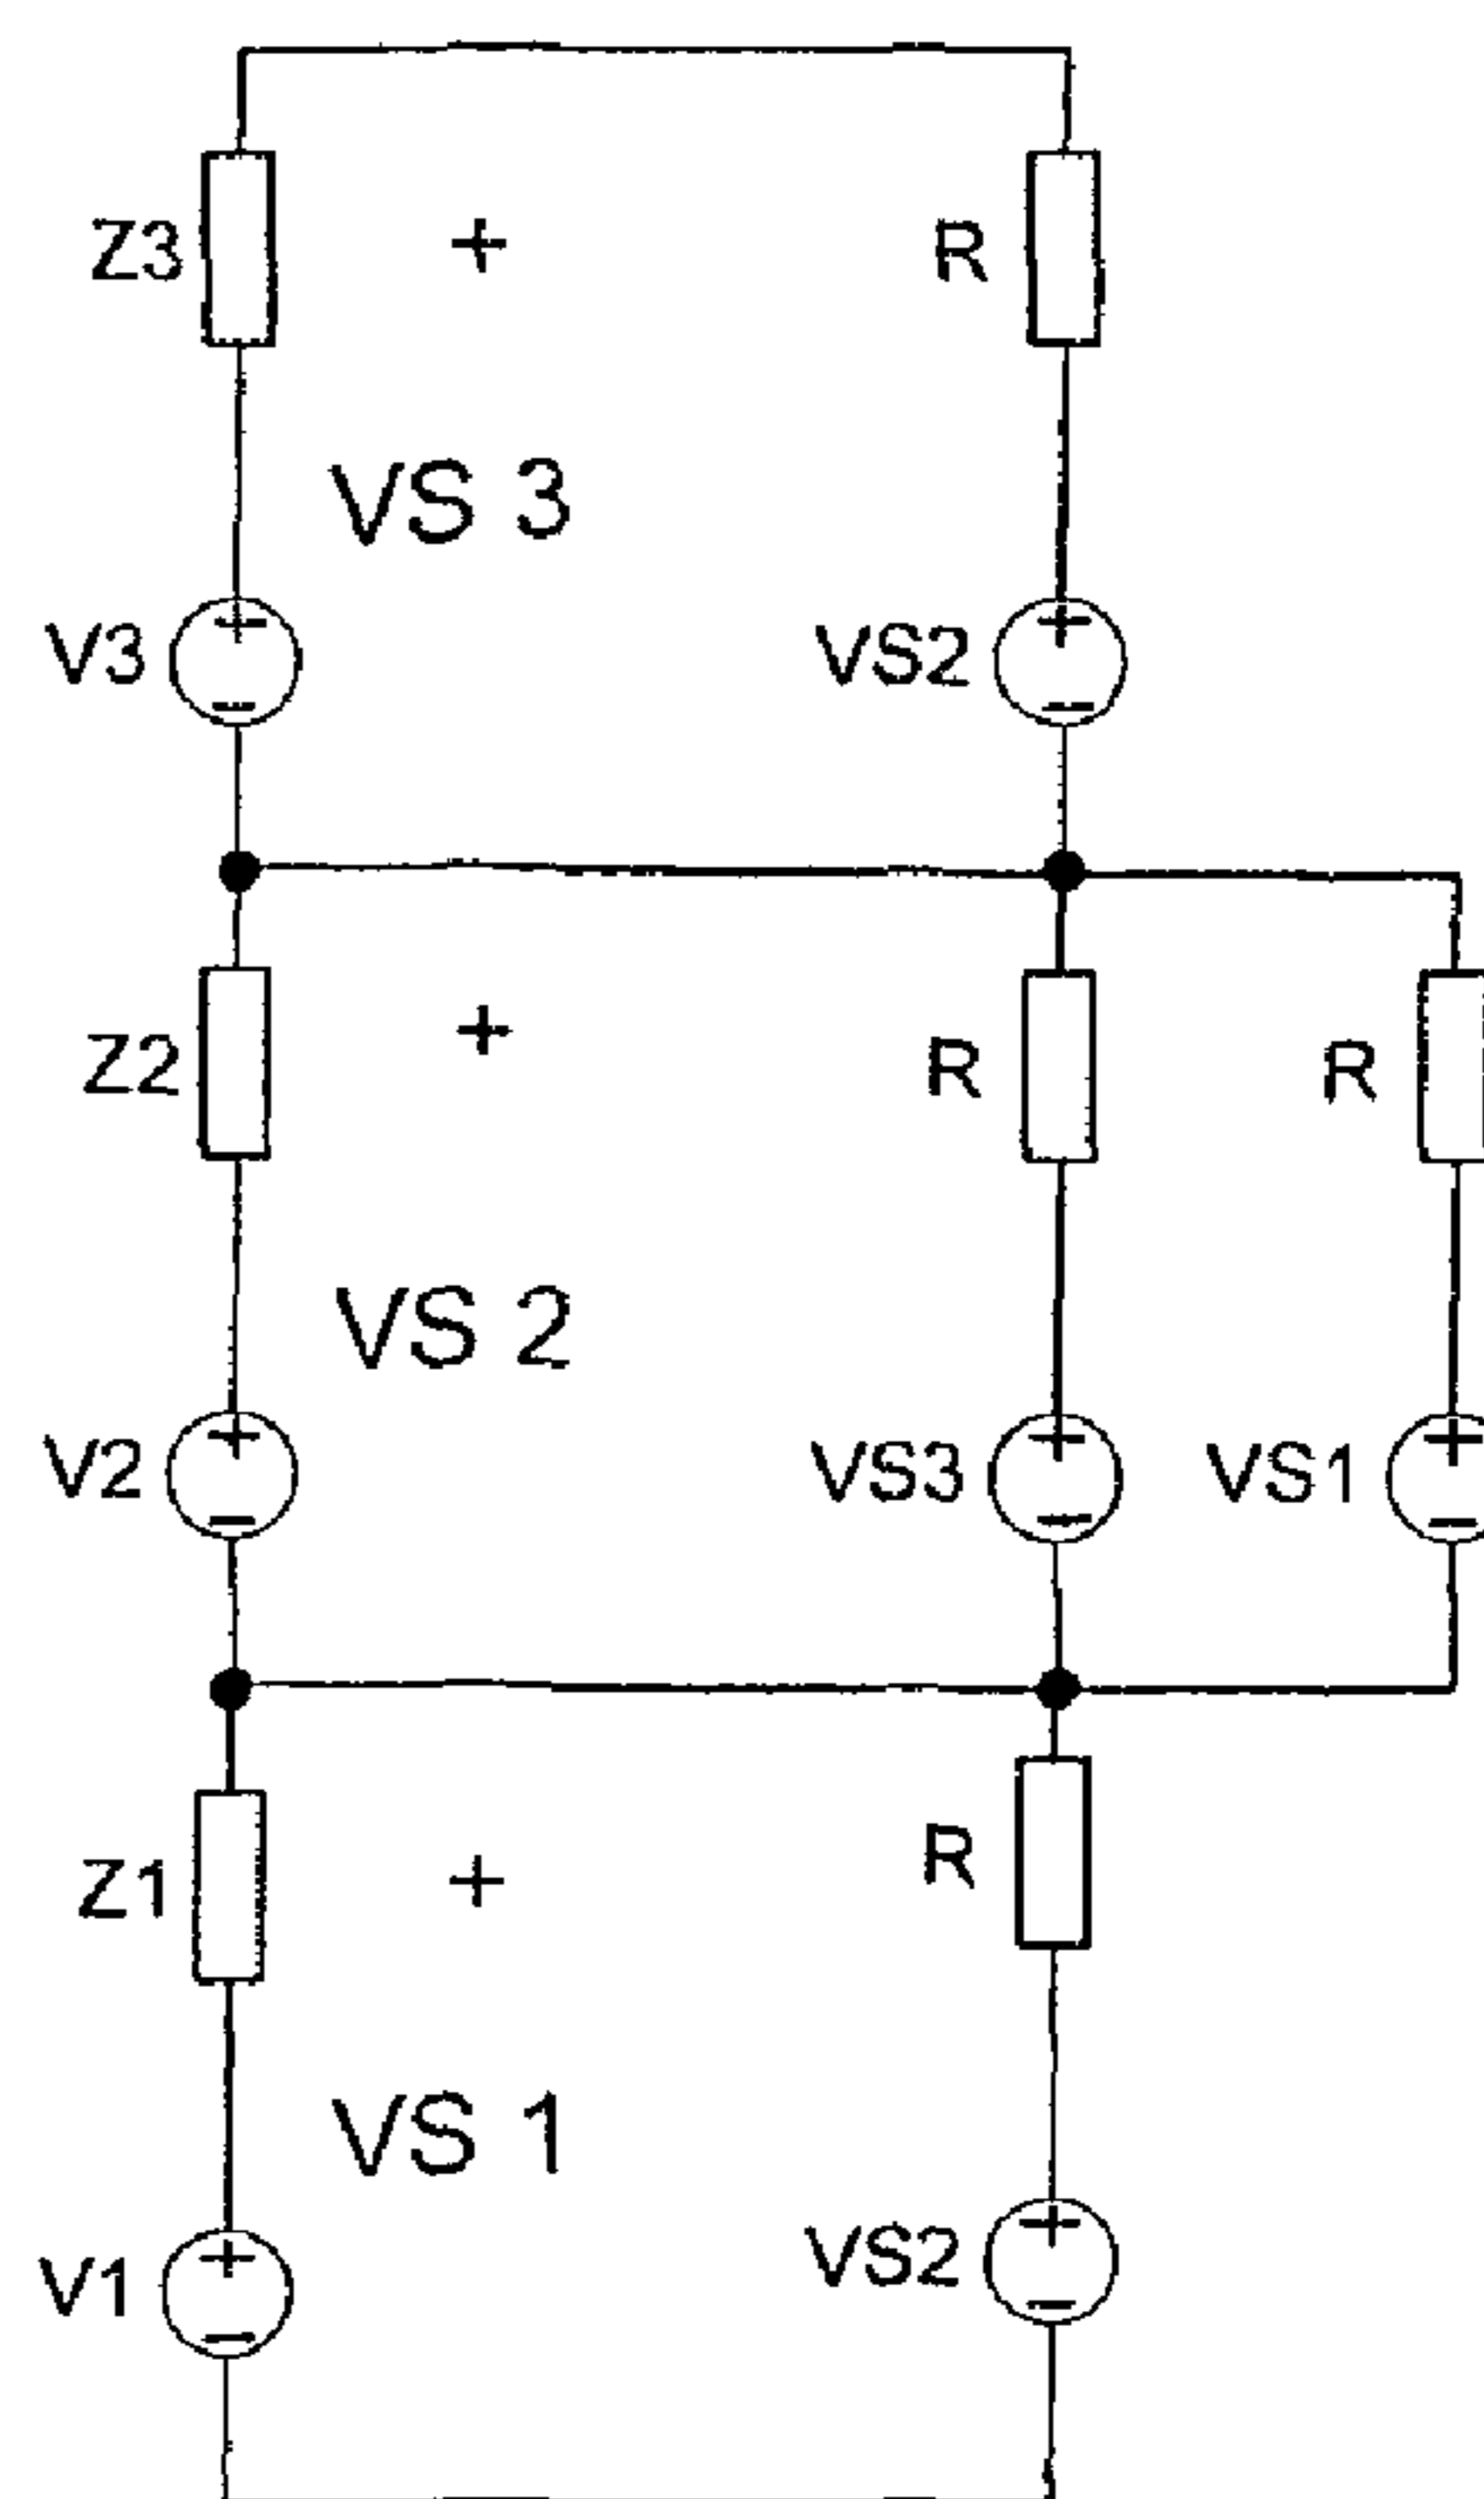 Z3 + R
VS 3
V3 VS2
Z2 + R R
VS 2
V2 VS3 VS1
Z1 + R
VS 1
V1 VS2